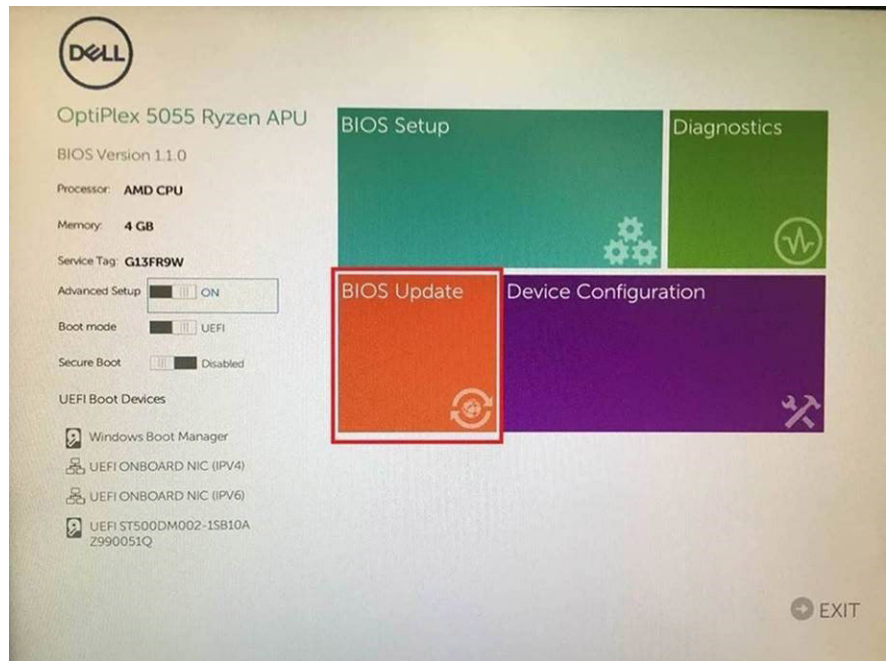 DELL
OptiPlex 5055 Ryzen APU
BIOS Version 1.1.0
Processor: AMD CPU
Memory: 4 GB
Service Tag: G13FR9W
Advanced Setup ON
Boot mode UEFI
Secure Boot Disabled
UEFI Boot Devices
Windows Boot Manager
UEFI ONBOARD NIC (IPV4)
UEFI ONBOARD NIC (IPV6)
UEFI ST500DM002-1SB10A
Z990051Q
BIOS Setup
Diagnostics
BIOS Update
Device Configuration
EXIT